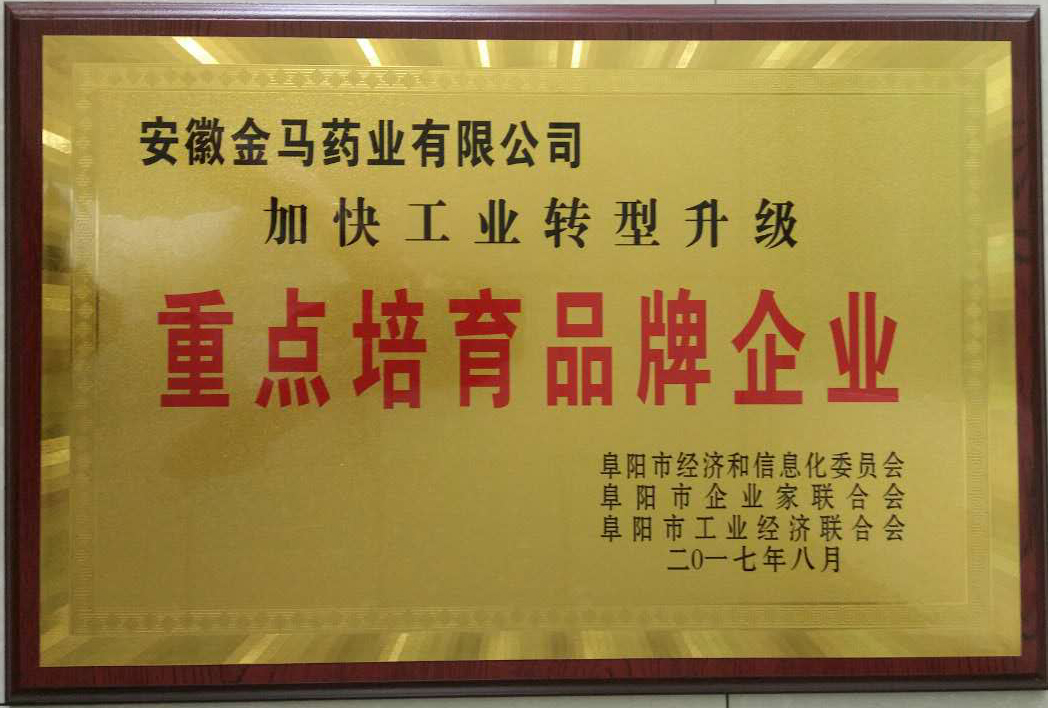 安徽金马药业有限公司
加快工业转型升级
重点培育品牌企业
阜阳市经济和信息化委员会
阜阳市企业家联合会
阜阳市工业经济联合会
二0一七年八月